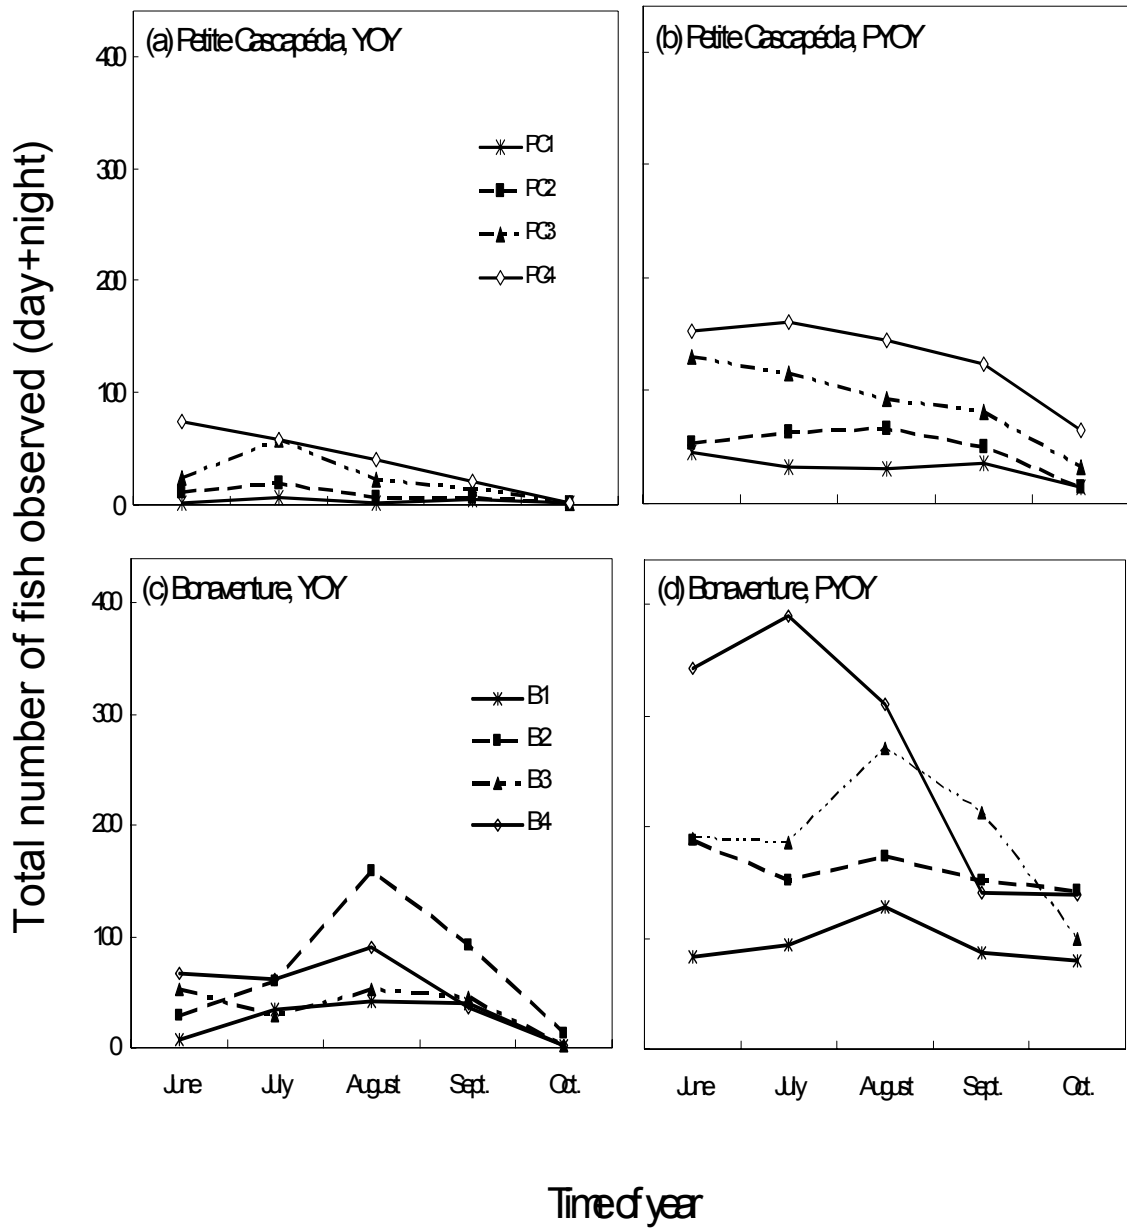 Total number of fish observed (day+night)
(a) Petite Cascapédia, YOY
400
300
200
100
0
PC1
PC2
PC3
PC4
(b) Petite Cascapédia, PYOY
(c) Bonaventure, YOY
400
300
200
100
0
B1
B2
B3
B4
June July August Sept. Oct.
(d) Bonaventure, PYOY
June July August Sept. Oct.
Time of year